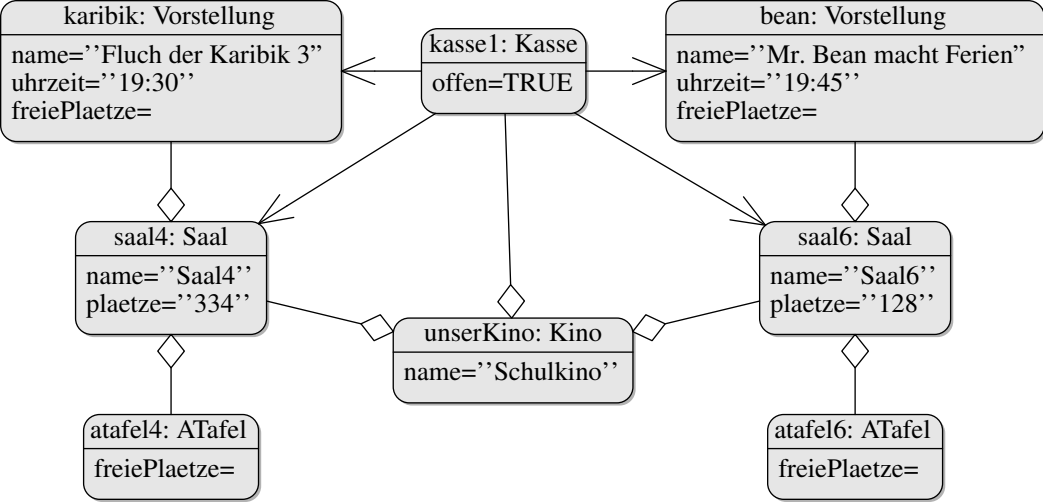 karibik: Vorstellung
name=’’Fluch der Karibik 3”
uhrzeit=’’19:30’’
freiePlaetze=
kasse1: Kasse
offen=TRUE
bean: Vorstellung
name=’’Mr. Bean macht Ferien”
uhrzeit=’’19:45’’
freiePlaetze=
saal4: Saal
name=’’Saal4’’
plaetze=’’334’’
saal6: Saal
name=’’Saal6’’
plaetze=’’128’’
unserKino: Kino
name=’’Schulkino’’
atafel4: ATafel
freiePlaetze=
atafel6: ATafel
freiePlaetze=